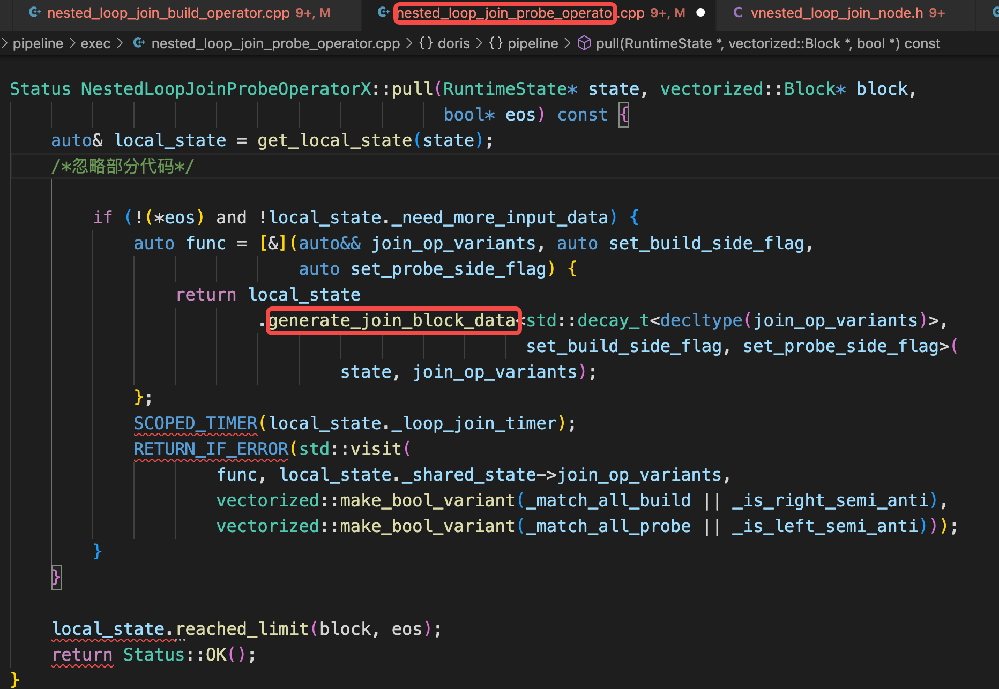 nested_loop_join_build_operator.cpp 9+, M nested_loop_join_probe_operato .cpp 9+, M vnested_loop_join_node.h 9+
pipeline > exec > nested_loop_join_probe_operator.cpp > {} doris > {} pipeline > pull(RuntimeState *, vectorized::Block *, bool *) const
Status NestedLoopJoinProbeOperatorX::pull(RuntimeState* state, vectorized::Block* block,
bool* eos) const {
auto& local_state = get_local_state(state);
/*忽略部分代码*/
if (!(*eos) and !local_state._need_more_input_data) {
auto func = [&](auto&& join_op_variants, auto set_build_side_flag,
auto set_probe_side_flag) {
return local_state
.generate_join_block_data<std::decay_t<decltype(join_op_variants)>,
set_build_side_flag, set_probe_side_flag>(
state, join_op_variants);
};
SCOPED_TIMER(local_state._loop_join_timer);
RETURN_IF_ERROR(std::visit(
func, local_state._shared_state->join_op_variants,
vectorized::make_bool_variant(_match_all_build || _is_right_semi_anti),
vectorized::make_bool_variant(_match_all_probe || _is_left_semi_anti)));
}
}
local_state.reached_limit(block, eos);
return Status::OK();
}